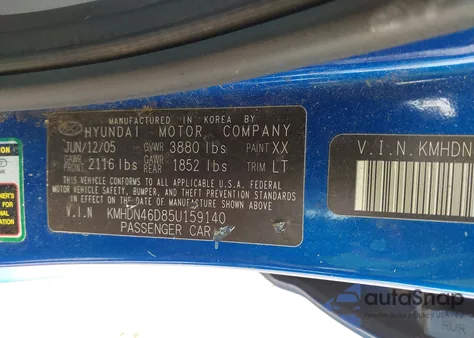 MANUFACTURED IN KOREA BY
HYUNDAI MOTOR COMPANY
JUN/12/05 GVWR 3880 lbs PAINT XX
GAWR FRONT 2116 lbs GAWR REAR 1852 lbs TRIM LT
THIS VEHICLE CONFORMS TO ALL APPLICABLE U.S.A. FEDERAL
MOTOR VEHICLE SAFETY, BUMPER, AND THEFT PREVENTION STANDARDS
IN EFFECT ON THE DATE OF MANUFACTURE SHOWN ABOVE
V.I.N KMHDN46D85U159140
PASSENGER CAR
V.I.N.KMHDN
autoSnap